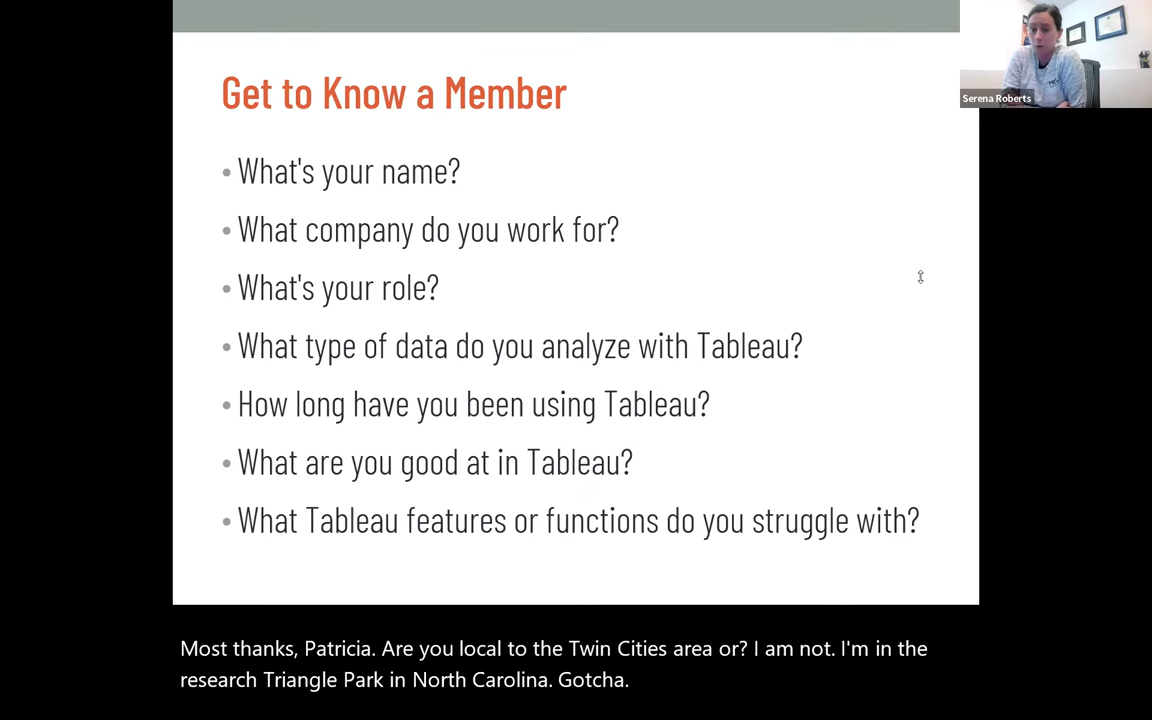 Get to Know a Member
• What's your name?
• What company do you work for?
• What's your role?
• What type of data do you analyze with Tableau?
• How long have you been using Tableau?
• What are you good at in Tableau?
• What Tableau features or functions do you struggle with?
Serena Roberts
Most thanks, Patricia. Are you local to the Twin Cities area or? I am not. I'm in the
research Triangle Park in North Carolina. Gotcha.